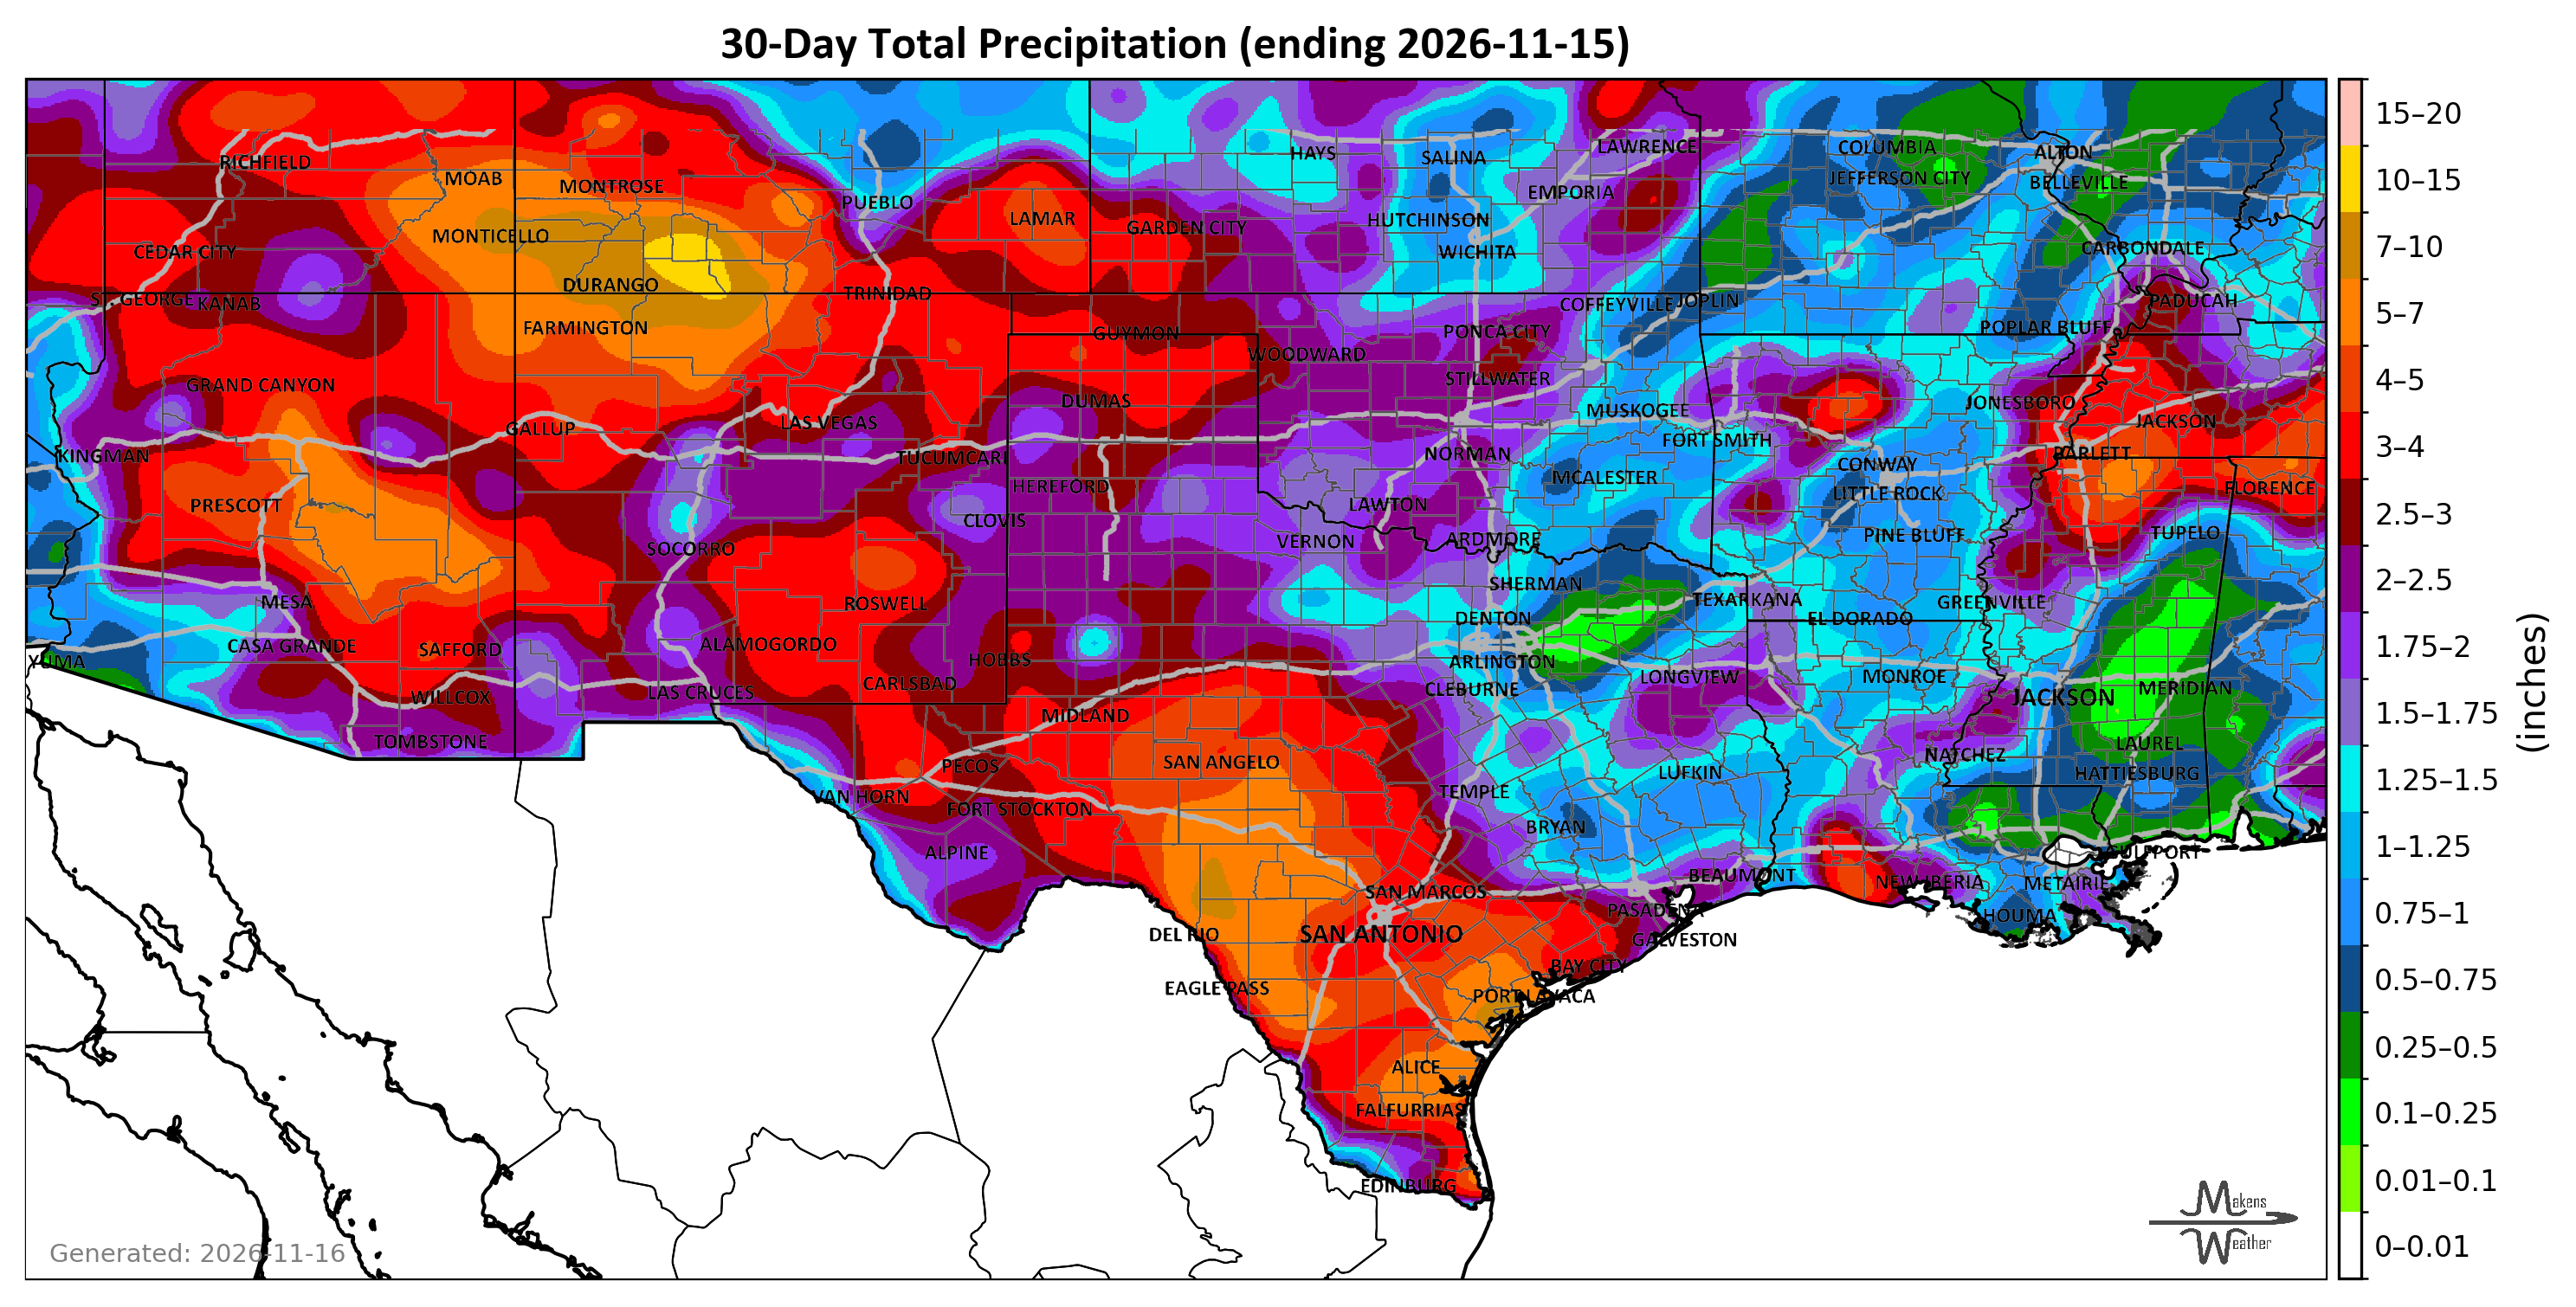 30-Day Total Precipitation (ending 2026-11-15)
RICHFIELD
MOAB
MONTROSE
PUEBLO
LAMAR
HAYS
SALINA
LAWRENCE
COLUMBIA
ALTON
JEFFERSON CITY
BELLEVILLE
EMPORIA
GARDEN CITY
HUTCHINSON
WICHITA
MONTICELLO
CEDAR CITY
CARBONDALE
DURANGO
TRINIDAD
ST. GEORGE
KANAB
COFFEYVILLE
JOPLIN
PADUCAH
FARMINGTON
GUYMON
PONCA CITY
POPLAR BLUFF
WOODWARD
GRAND CANYON
STILLWATER
DUMAS
MUSKOGEE
JONESBORO
GALLUP
LAS VEGAS
JACKSON
KINGMAN
TUCUMCARI
NORMAN
FORT SMITH
BARLETT
CONWAY
PRESCOTT
HEREFORD
MCALESTER
LITTLE ROCK
FLORENCE
LAWTON
CLOVIS
SOCORRO
VERNON
ARDMORE
PINE BLUFF
TUPELO
MESA
ROSWELL
SHERMAN
TEXARKANA
GREENVILLE
DENTON
EL DORADO
CASA GRANDE
SAFFORD
ALAMOGORDO
YUMA
HOBBS
ARLINGTON
LONGVIEW
MONROE
WILLCOX
LAS CRUCES
CARLSBAD
CLEBURNE
JACKSON
MERIDIAN
MIDLAND
TOMBSTONE
PECOS
SAN ANGELO
LUFKIN
NATCHEZ
LAUREL
HATTIESBURG
VAN HORN
FORT STOCKTON
TEMPLE
BRYAN
ALPINE
GULFPORT
SAN MARCOS
BEAUMONT
NEW IBERIA
METAIRIE
DEL RIO
SAN ANTONIO
PASADENA
HOUMA
GALVESTON
BAY CITY
EAGLE PASS
PORT LAVACA
ALICE
FALFURRIAS
EDINBURG
15–20
10–15
7–10
5–7
4–5
3–4
2.5–3
2–2.5
1.75–2
1.5–1.75
1.25–1.5
1–1.25
0.75–1
0.5–0.75
0.25–0.5
0.1–0.25
0.01–0.1
0–0.01
(inches)
Generated: 2026-11-16
Makens
Weather